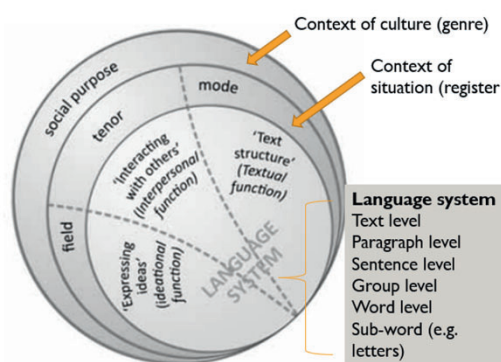 Context of culture (genre)
Context of
situation (register
social purpose
tenor
mode
field
'Interacting
with others'
(Interpersonal
function)
'Text
structure'
(Textual
function)
'Expressing
ideas'
(ideational
function)
LANGUAGE
SYSTEM
Language system
Text level
Paragraph level
Sentence level
Group level
Word level
Sub-word (e.g.
letters)